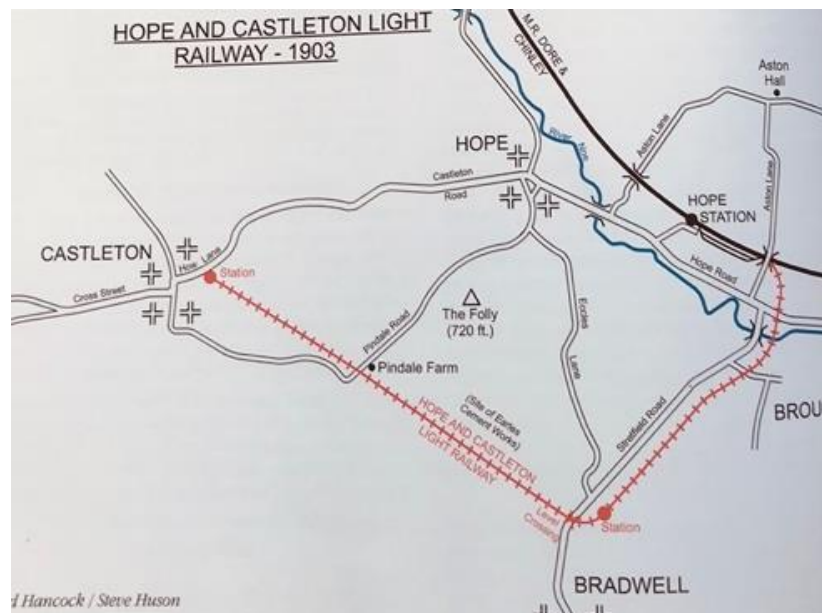 HOPE AND CASTLETON LIGHT
RAILWAY - 1903
M.R. DORE &
CHINLEY
Aston
Hall
River Noe
Aston Lane
Aston Lane
HOPE
Castleton
Road
HOPE
STATION
Hope Road
CASTLETON
How Lane
Station
Cross Street
Pindale Road
The Folly
(720 ft.)
Eccles
Lane
Pindale Farm
(Site of Earles
Cement Works)
HOPE AND CASTLETON
LIGHT RAILWAY
Stretfield Road
BROU
Level
Crossing
Station
BRADWELL
d Hancock / Steve Huson